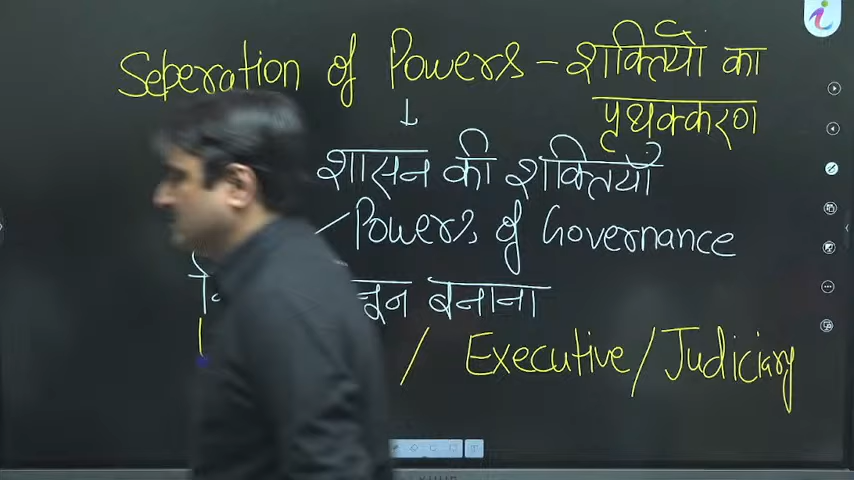 Seperation of Powers – शक्तियों का
पृथक्करण
शासन की शक्तियाँ
Powers of Governance
बनाना
/ Executive / Judiciary